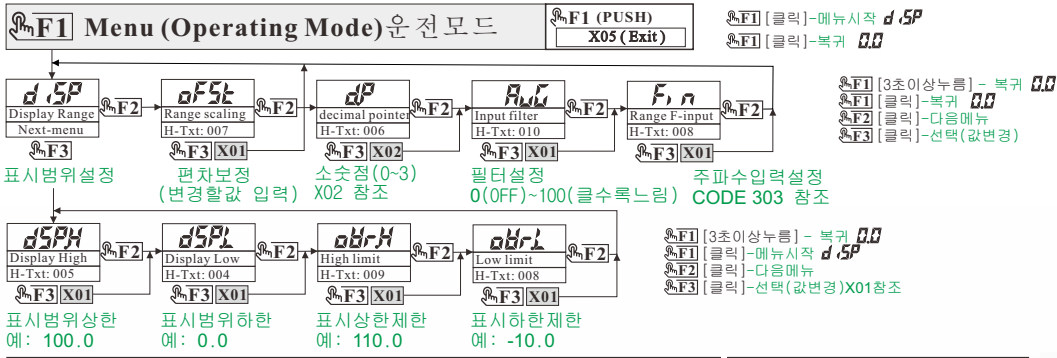 F1 Menu (Operating Mode)운전모드
F1 (PUSH)
X05 ( Exit )
F1 [클릭]-메뉴시작 diSP
F1 [클릭]-복귀 0.0
diSP
Display Range
Next-menu
F3
표시범위설정
F2
oFSt
Range scaling
H-Txt: 007
F3 X01
편차보정
(변경할값 입력)
F2
dP
decimal pointer
H-Txt: 006
F3 X02
소숫점(0~3)
X02 참조
F2
AuG
Input filter
H-Txt: 010
F3 X01
필터설정
0(OFF)~100(클수록느림)
F2
Fin
Range F-input
H-Txt: 008
F3 X01
주파수입력설정
CODE 303 참조
F2
F1 [3초이상누름] - 복귀 0.0
F1 [클릭]-복귀 0.0
F2 [클릭]-다음메뉴
F3 [클릭]-선택(값변경)
dSPH
Display High
H-Txt: 005
F3 X01
표시범위상한
예: 100.0
F2
dSPL
Display Low
H-Txt: 004
F3 X01
표시범위하한
예: 0.0
F2
High limit
H-Txt: 009
F3 X01
표시상한제한
예: 110.0
F2
Low limit
H-Txt: 008
F3 X01
표시하한제한
예: -10.0
F2
F1 [3초이상누름] - 복귀 0.0
F1 [클릭]-메뉴시작 diSP
F2 [클릭]-다음메뉴
F3 [클릭]-선택(값변경)X01참조